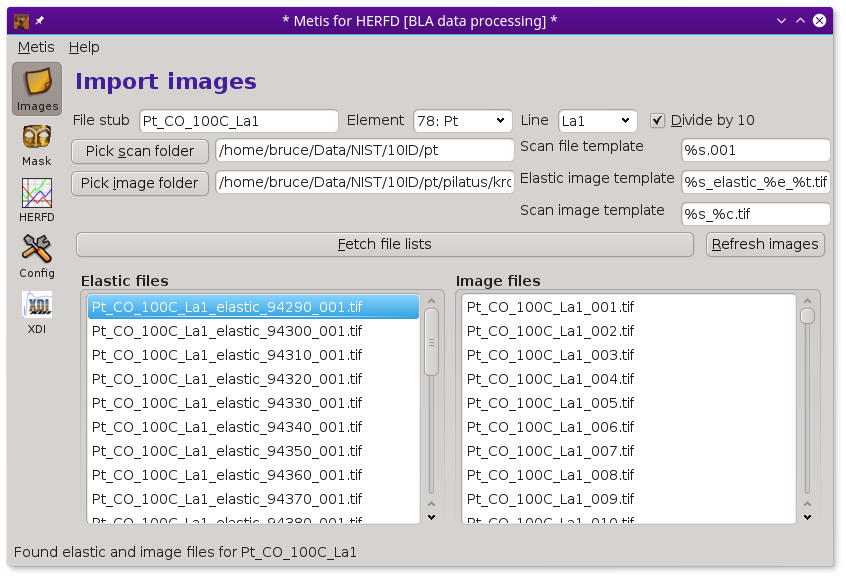 * Metis for HERFD [BLA data processing] *
Metis Help
Images
Mask
HERFD
Config
XDI
XDI
Import images
File stub Pt_CO_100C_La1 Element 78: Pt Line La1 Divide by 10
Pick scan folder /home/bruce/Data/NIST/10ID/pt Scan file template %s.001
Pick image folder /home/bruce/Data/NIST/10ID/pt/pilatus/krc Elastic image template %s_elastic_%e_%t.tif
Scan image template %s_%c.tif
Fetch file lists Refresh images
Elastic files
Pt_CO_100C_La1_elastic_94290_001.tif
Pt_CO_100C_La1_elastic_94300_001.tif
Pt_CO_100C_La1_elastic_94310_001.tif
Pt_CO_100C_La1_elastic_94320_001.tif
Pt_CO_100C_La1_elastic_94330_001.tif
Pt_CO_100C_La1_elastic_94340_001.tif
Pt_CO_100C_La1_elastic_94350_001.tif
Pt_CO_100C_La1_elastic_94360_001.tif
Pt_CO_100C_La1_elastic_94370_001.tif
Pt_CO_100C_La1_elastic_94380_001.tif
Image files
Pt_CO_100C_La1_001.tif
Pt_CO_100C_La1_002.tif
Pt_CO_100C_La1_003.tif
Pt_CO_100C_La1_004.tif
Pt_CO_100C_La1_005.tif
Pt_CO_100C_La1_006.tif
Pt_CO_100C_La1_007.tif
Pt_CO_100C_La1_008.tif
Pt_CO_100C_La1_009.tif
Pt_CO_100C_La1_010.tif
Found elastic and image files for Pt_CO_100C_La1